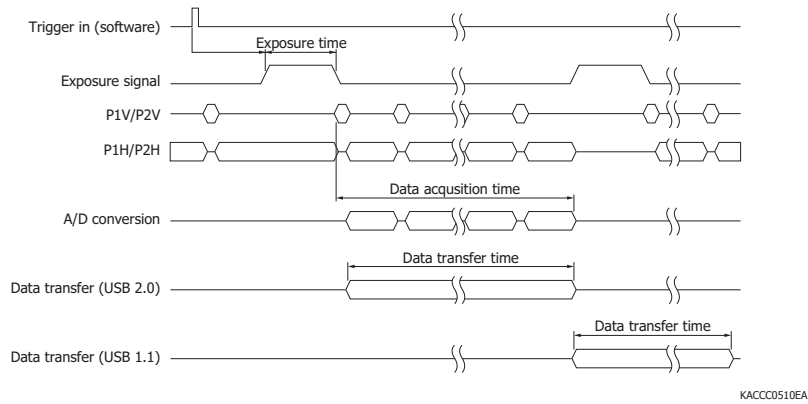 Trigger in (software)
Exposure time
Exposure signal
P1V/P2V
P1H/P2H
Data acqusition time
A/D conversion
Data transfer time
Data transfer (USB 2.0)
Data transfer time
Data transfer (USB 1.1)
KACCC0510EA